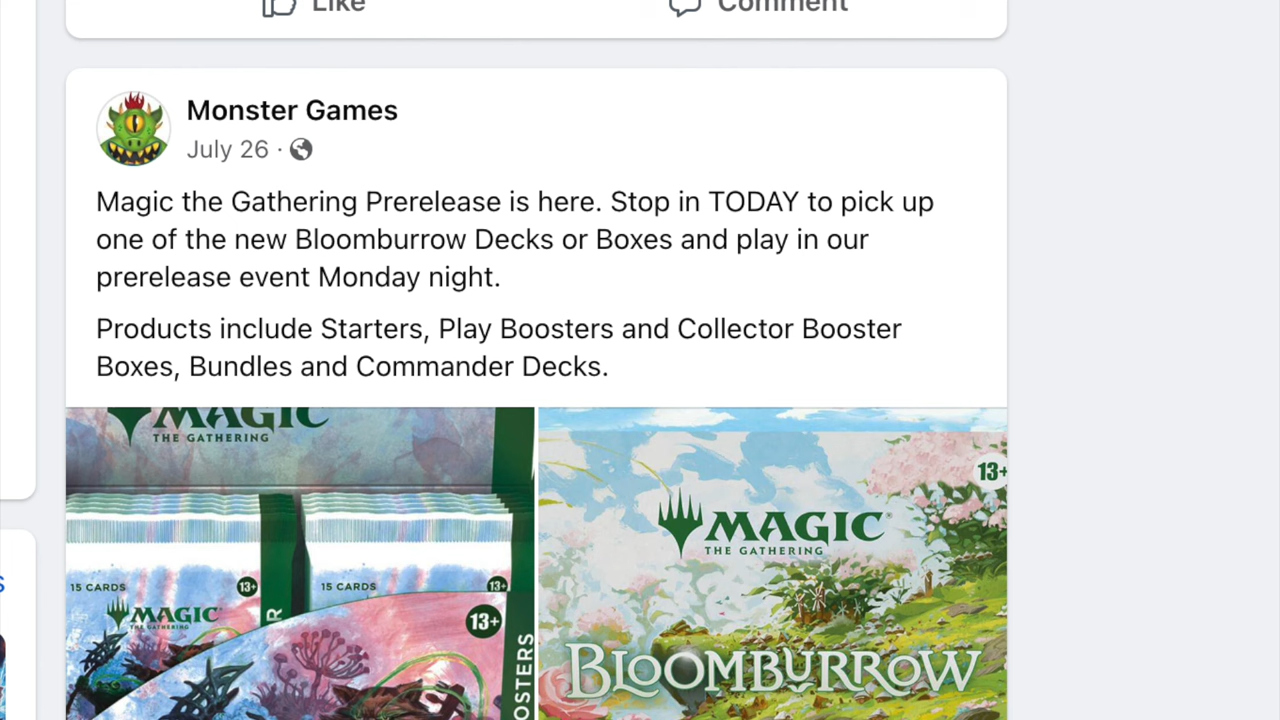 Like
Comment
Monster Games
July 26 ·
Magic the Gathering Prerelease is here. Stop in TODAY to pick up
one of the new Bloomburrow Decks or Boxes and play in our
prerelease event Monday night.
Products include Starters, Play Boosters and Collector Booster
Boxes, Bundles and Commander Decks.
MAGIC
THE GATHERING
15 CARDS
13+
15 CARDS
13+
MAGIC
THE GATHERING
13+
R
OSTERS
13+
MAGIC
THE GATHERING
BLOOMBURROW